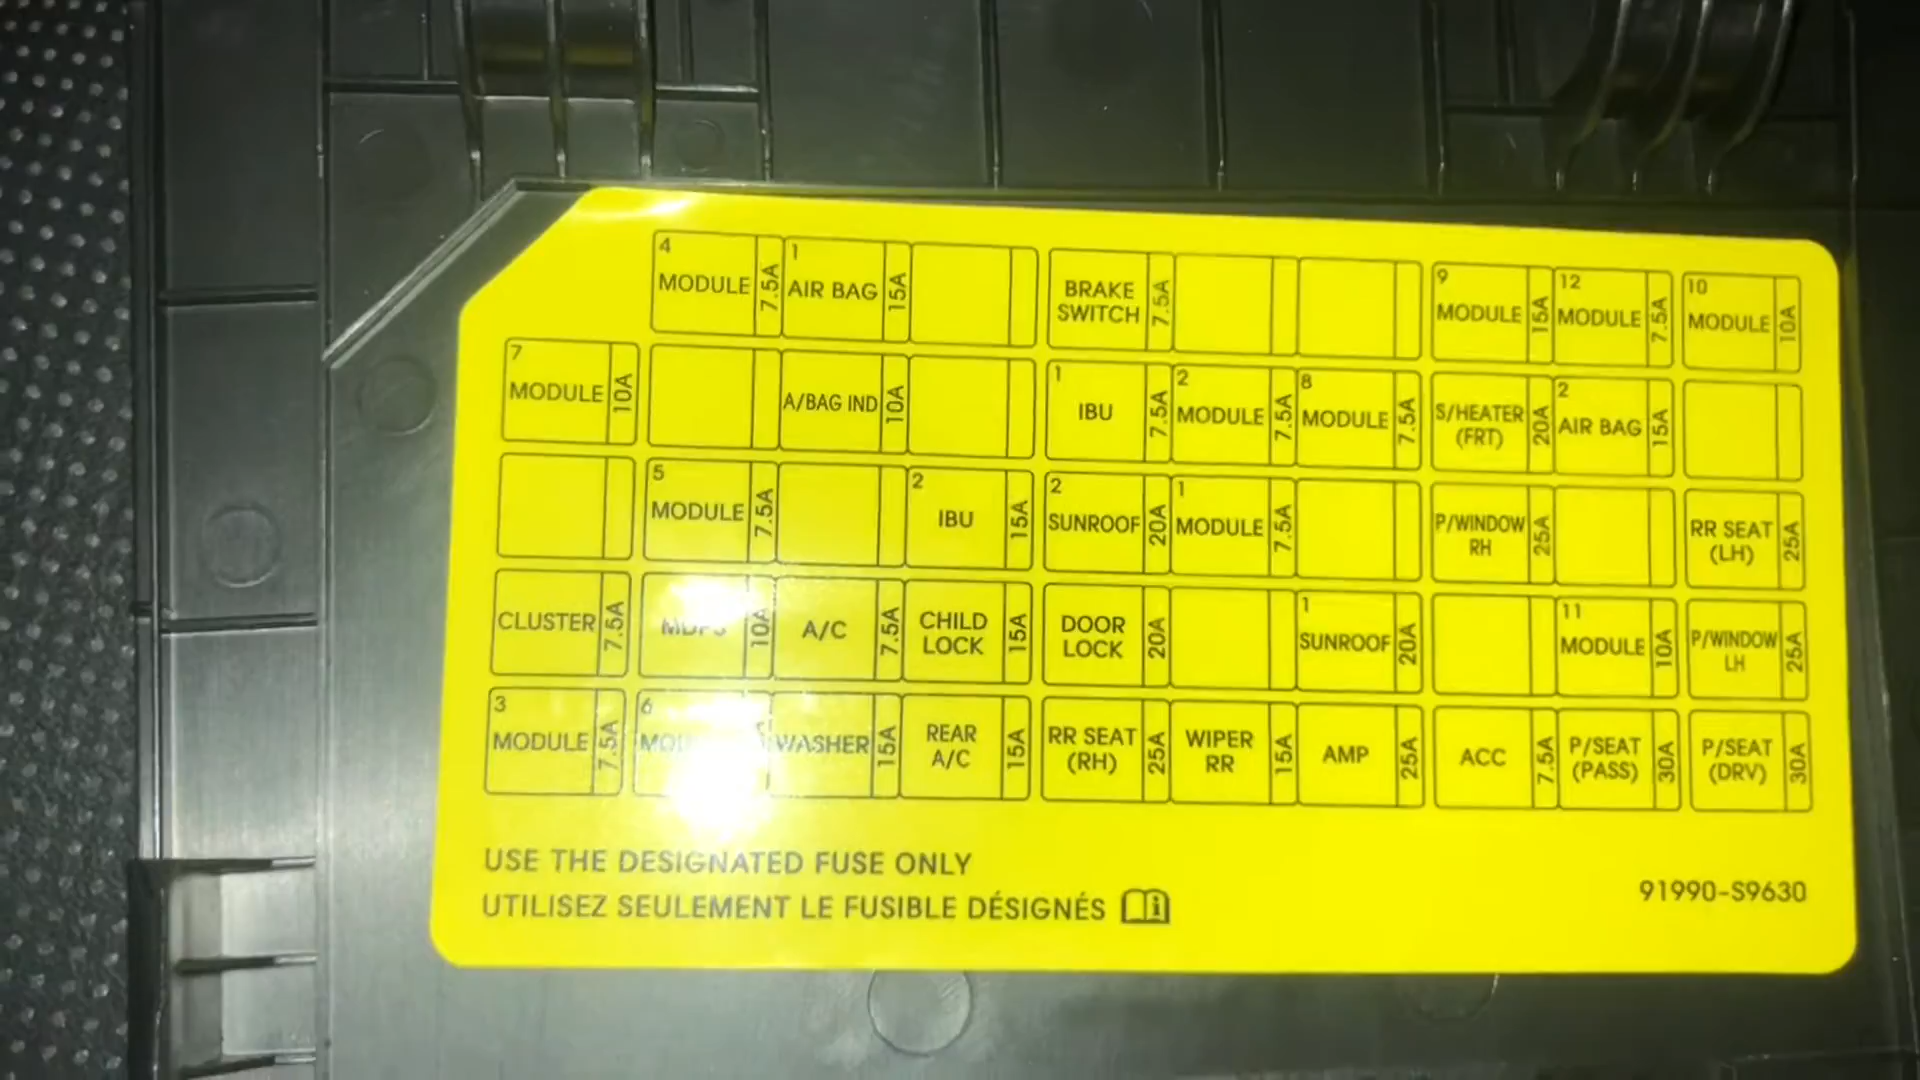 4 MODULE 7.5A 1 AIR BAG 15A BRAKE SWITCH 7.5A 9 MODULE 15A 12 MODULE 7.5A 10 MODULE 10A
7 MODULE 10A A/BAG IND 10A 1 IBU 7.5A 2 MODULE 7.5A 8 MODULE 7.5A S/HEATER (FRT) 20A 2 AIR BAG 15A
5 MODULE 7.5A 2 IBU 15A 2 SUNROOF 20A 1 MODULE 7.5A P/WINDOW RH 25A RR SEAT (LH) 25A
CLUSTER 7.5A MDPS 10A A/C 7.5A CHILD LOCK 15A DOOR LOCK 20A 1 SUNROOF 20A 11 MODULE 10A P/WINDOW LH 25A
3 MODULE 7.5A 6 WASHER 15A REAR A/C 15A RR SEAT (RH) 25A WIPER RR 15A AMP 25A ACC 7.5A P/SEAT (PASS) 30A P/SEAT (DRV) 30A
USE THE DESIGNATED FUSE ONLY
UTILISEZ SEULEMENT LE FUSIBLE DÉSIGNÉS
91990-S9630